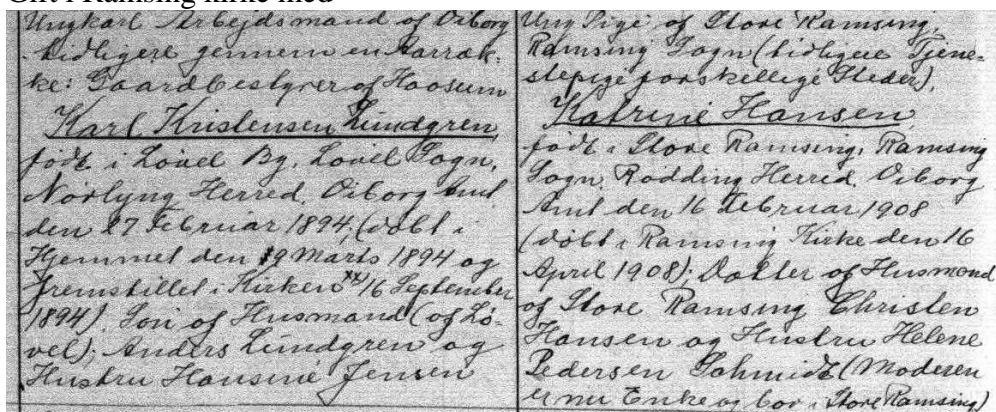 Gift i Ramsing kirke med
Ungkarl Arbejdsmand af Viborg
tidligere gennem en Aarræk-
ke: Gaardbestyrer af Haasum
Karl Kristensen Lundgren,
født i Løvel By, Løvel Sogn,
Nørlyng Herred, Viborg Amt
den 27 Februar 1894, (døbt i
Hjemmet den 19 Marts 1894 og
fremstillet i Kirken 16 September
1894). Søn af Husmand (af Lø-
vel); Anders Lundgren og
Hustru Hansine Jensen
Ung Pige af Store Ramsing,
Ramsing Sogn (tidligere Tjene-
stepige forskellige Steder),
Katrine Hansen,
født i Store Ramsing, Ramsing
Sogn, Rødding Herred, Viborg
Amt den 16 Februar 1908
(døbt i Ramsing Kirke den 16
April 1908); Datter af Husmand
af Store Ramsing Christen
Hansen og Hustru Helene
Pedersen Schmidt (Moderen
er nu Enke og bor i Store Ramsing)